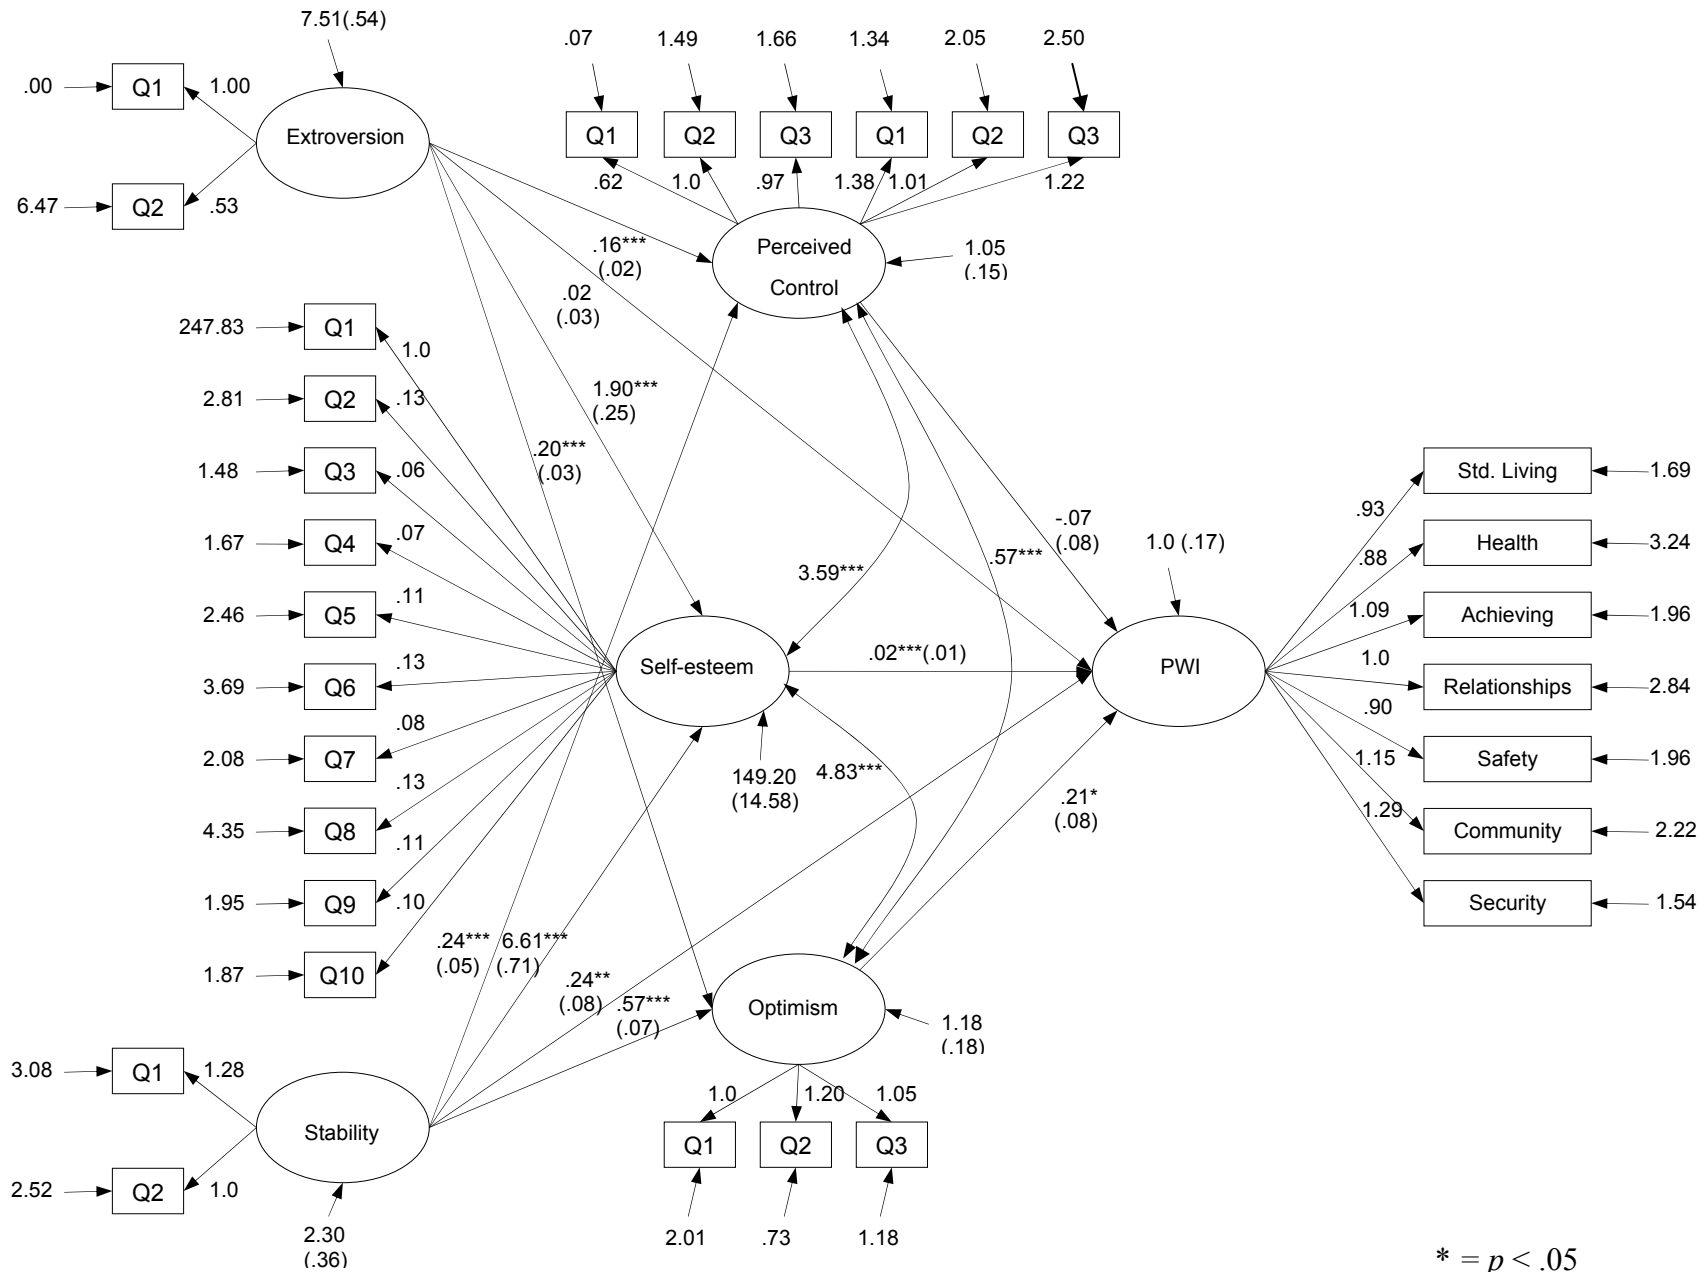 7.51(.54)
.07 1.49 1.66 1.34 2.05 2.50
.00 Q1 1.00
Extroversion
Q1 Q2 Q3 Q1 Q2 Q3
.62 1.0 .97 1.38 1.01 1.22
6.47 Q2 .53
Perceived
Control
1.05
(.15)
.16***
(.02)
.02
(.03)
247.83 Q1 1.0
2.81 Q2 .13
1.90***
(.25)
1.48 Q3 .06
.20***
(.03)
1.67 Q4 .07
2.46 Q5 .11
3.69 Q6 .13
2.08 Q7 .08
4.35 Q8 .13
1.95 Q9 .11
1.87 Q10 .10
3.59***
.57***
-.07
(.08)
1.0 (.17)
Self-esteem
.02***(.01)
PWI
149.20
(14.58)
4.83***
.21*
(.08)
.93 Std. Living 1.69
.88 Health 3.24
1.09 Achieving 1.96
1.0 Relationships 2.84
.90 Safety 1.96
1.15 Community 2.22
1.29 Security 1.54
.24***
(.05)
6.61***
(.71)
.24**
(.08)
.57***
(.07)
Optimism
1.18
(.18)
3.08 Q1 1.28
Stability
2.52 Q2 1.0
2.30
(.36)
1.0 1.20 1.05
Q1 Q2 Q3
2.01 .73 1.18
* = p < .05